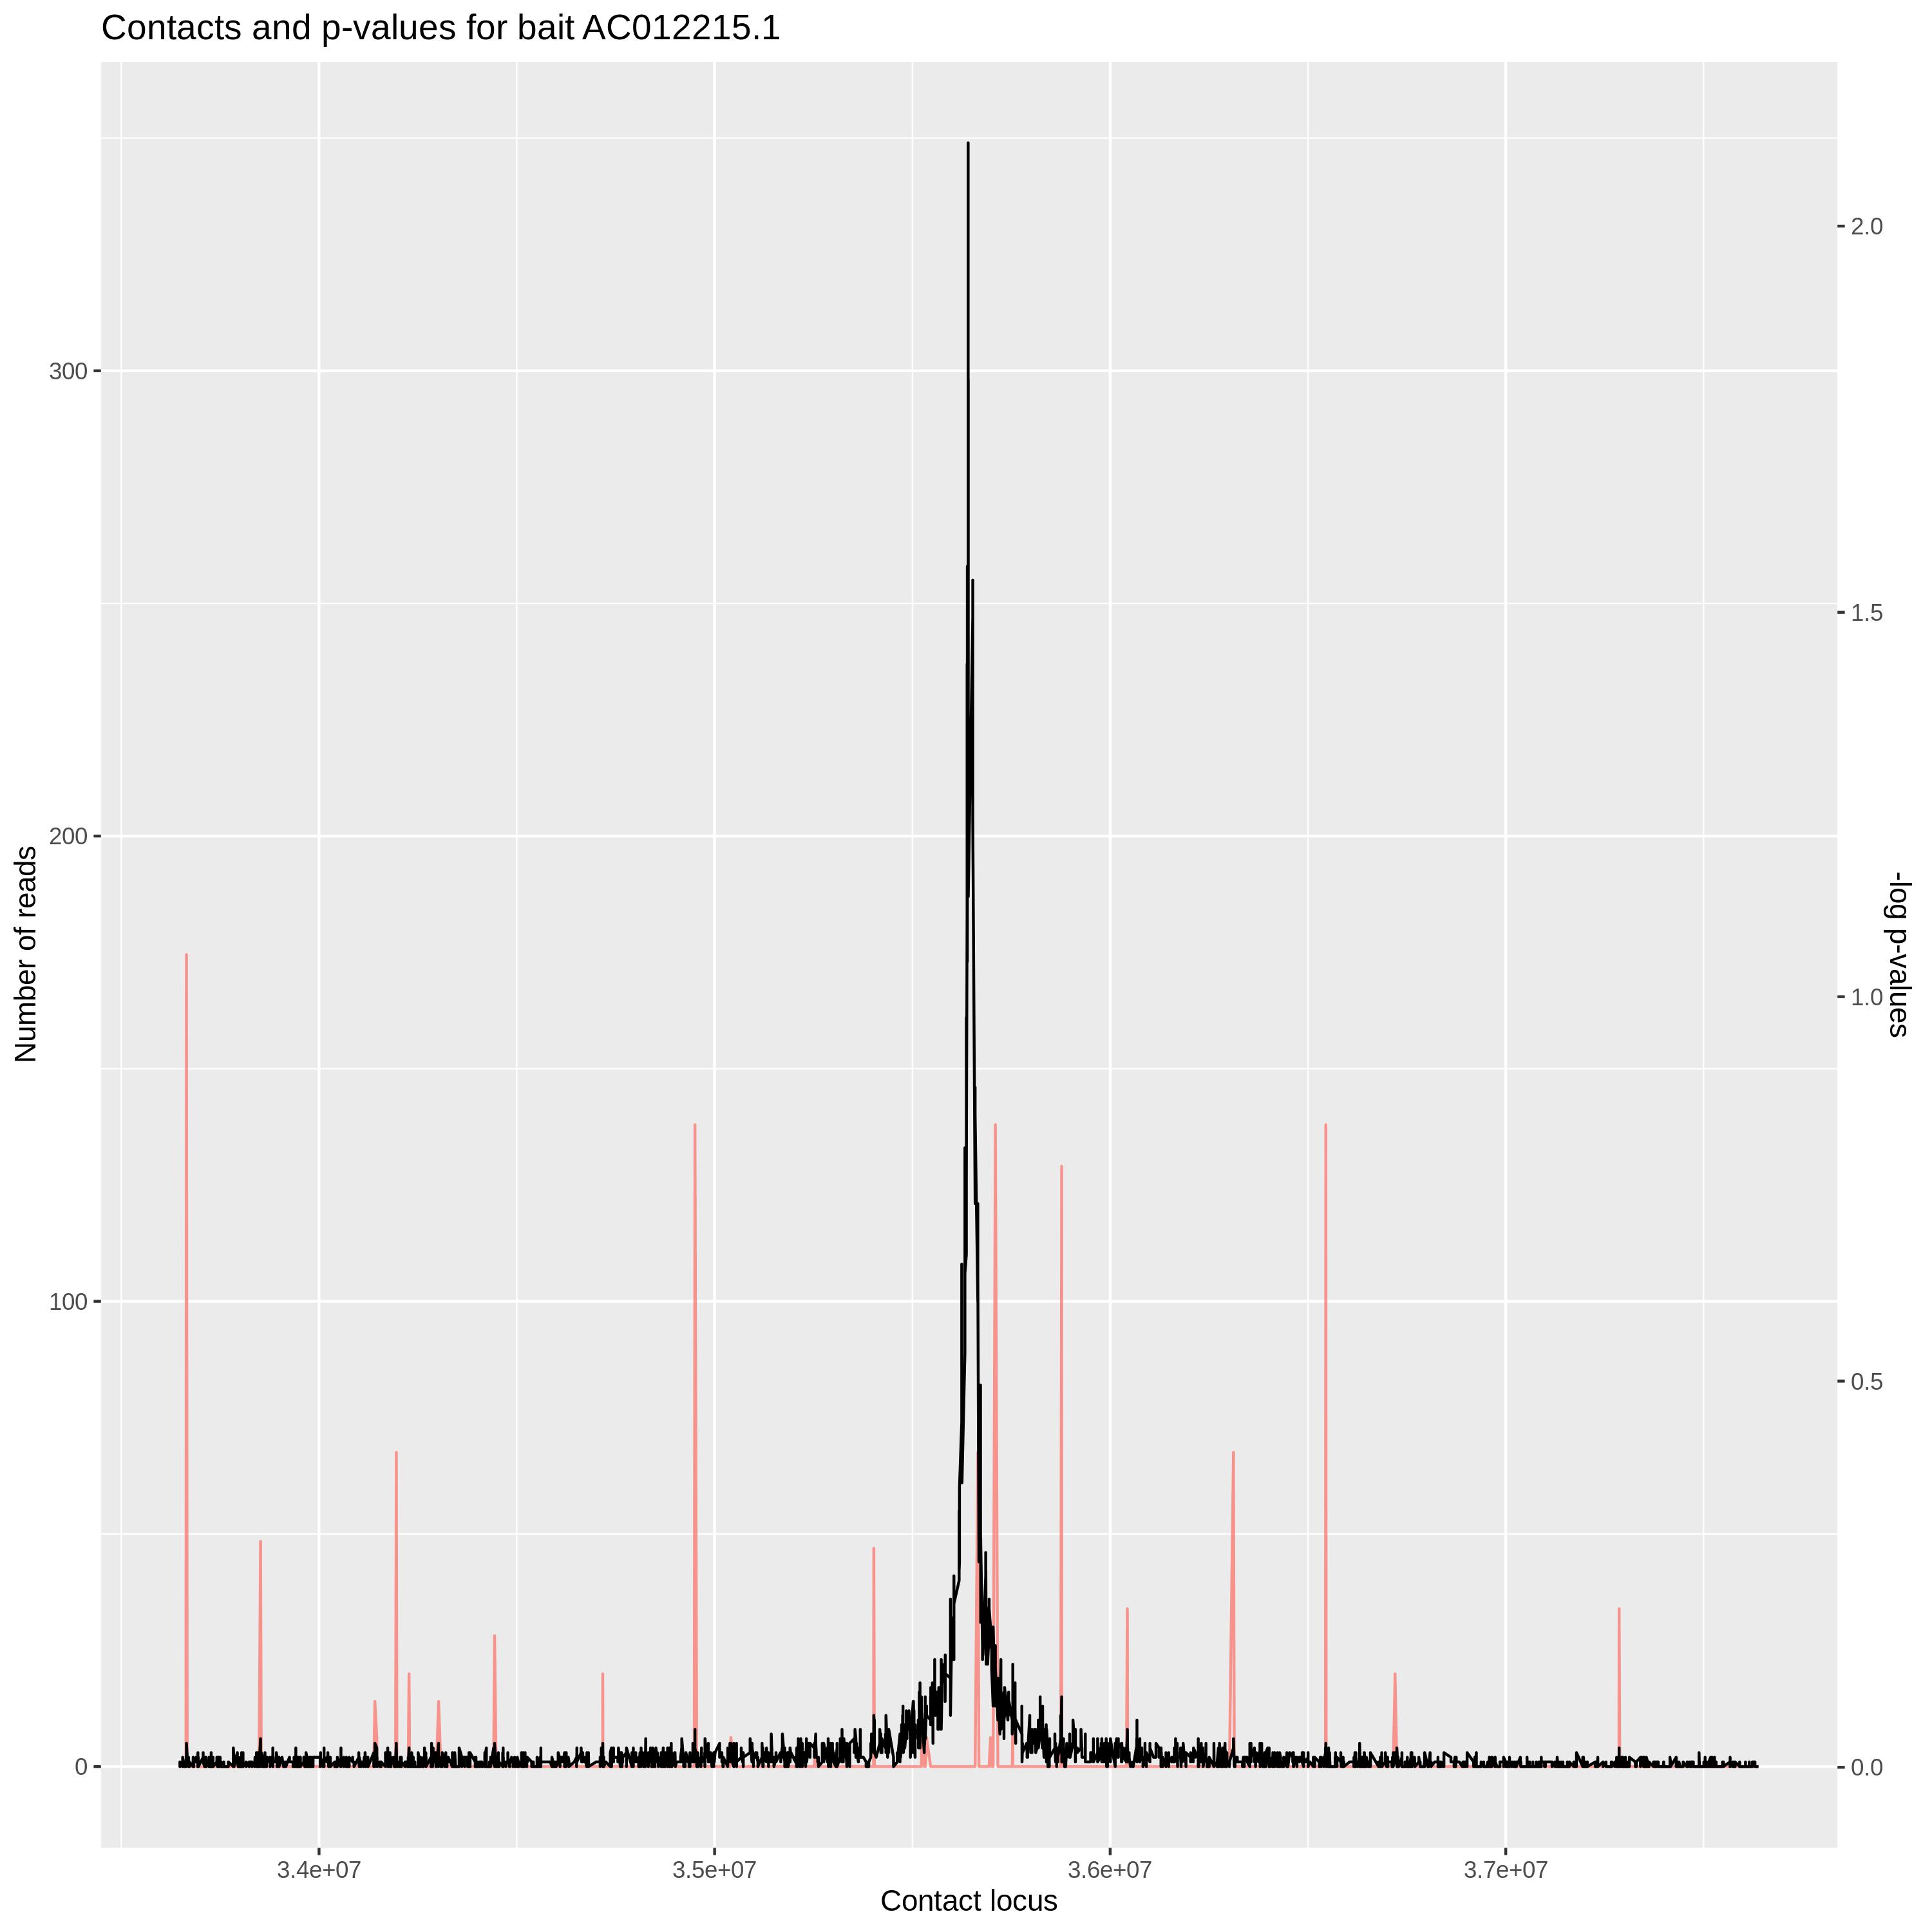 Contacts and p-values for bait AC012215.1
Number of reads
300
200
100
0
2.0
1.5
1.0
0.5
0.0
-log p-values
3.4e+07 3.5e+07 3.6e+07 3.7e+07
Contact locus